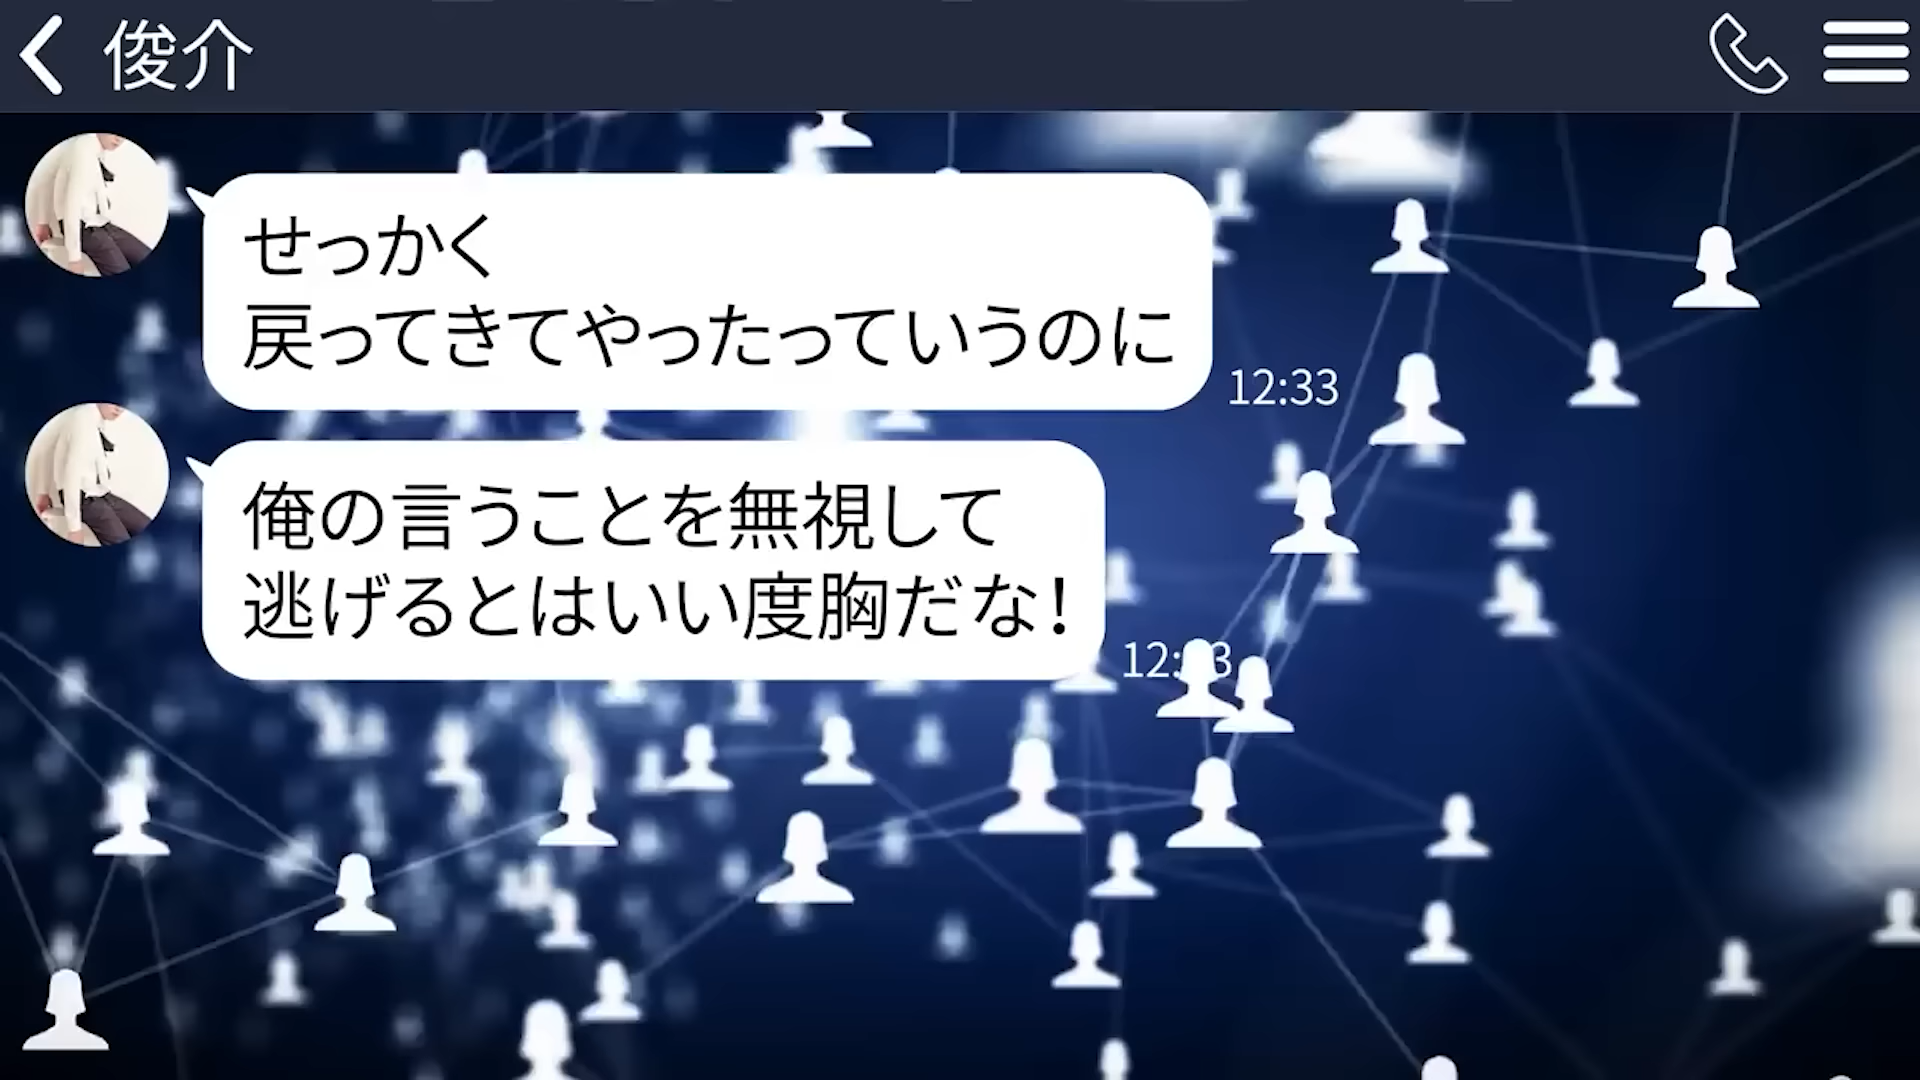 俊介
せっかく
戻ってきてやったっていうのに
12:33
俺の言うことを無視して
逃げるとはいい度胸だな!